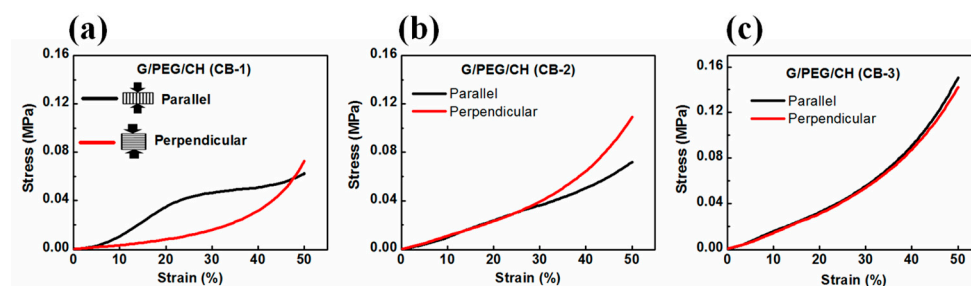 (a)
G/PEG/CH (CB-1)
Parallel
Perpendicular
Stress (MPa)
0.16
0.12
0.08
0.04
0.00
0 10 20 30 40 50
Strain (%)
(b)
G/PEG/CH (CB-2)
Parallel
Perpendicular
Stress (MPa)
0.16
0.12
0.08
0.04
0.00
0 10 20 30 40 50
Strain (%)
(c)
G/PEG/CH (CB-3)
Parallel
Perpendicular
Stress (MPa)
0.16
0.12
0.08
0.04
0.00
0 10 20 30 40 50
Strain (%)